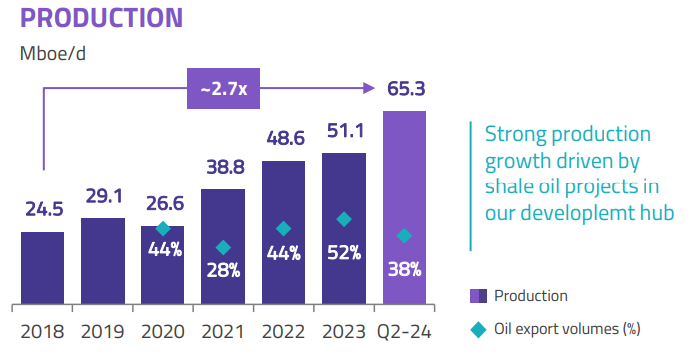 PRODUCTION
Mboe/d
~2.7x
65.3
51.1
48.6
38.8
29.1
26.6
24.5
44%
28%
44%
52%
38%
2018 2019 2020 2021 2022 2023 Q2-24
Strong production
growth driven by
shale oil projects in
our developlemt hub
Production
Oil export volumes (%)